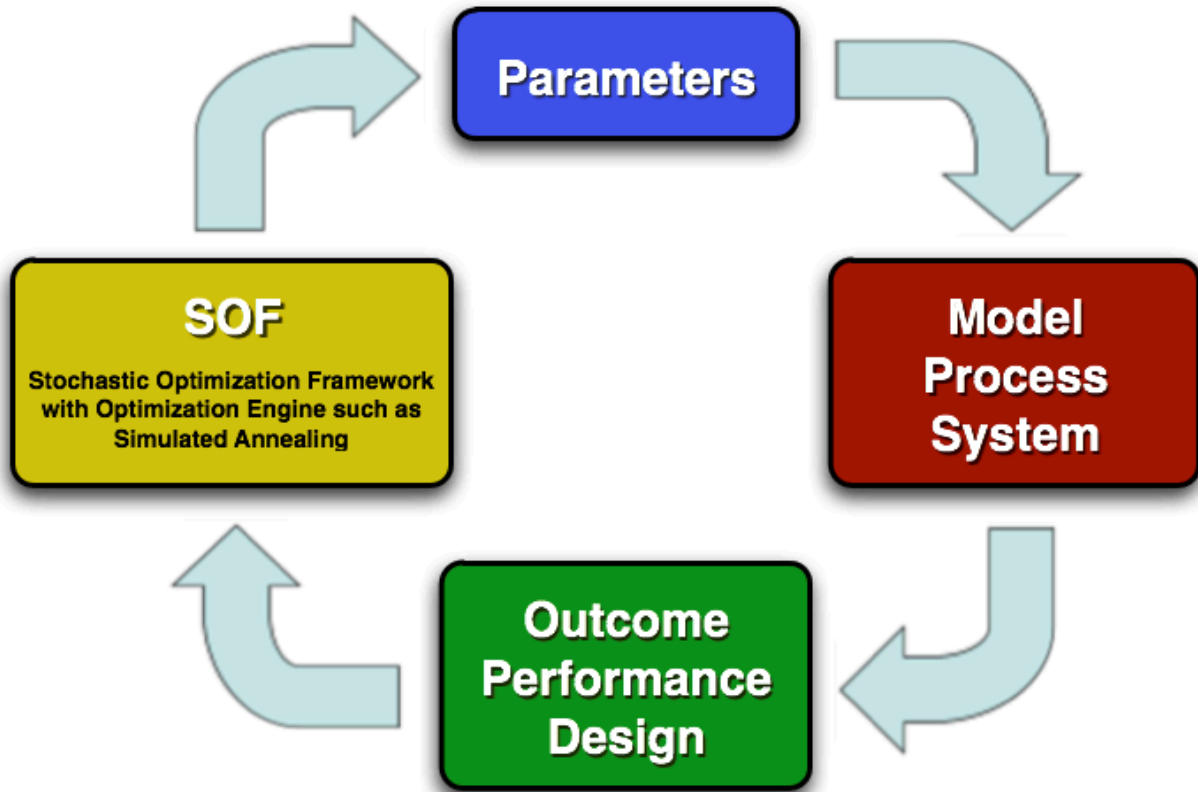 Parameters
SOF
Stochastic Optimization Framework
with Optimization Engine such as
Simulated Annealing
Model
Process
System
Outcome
Performance
Design